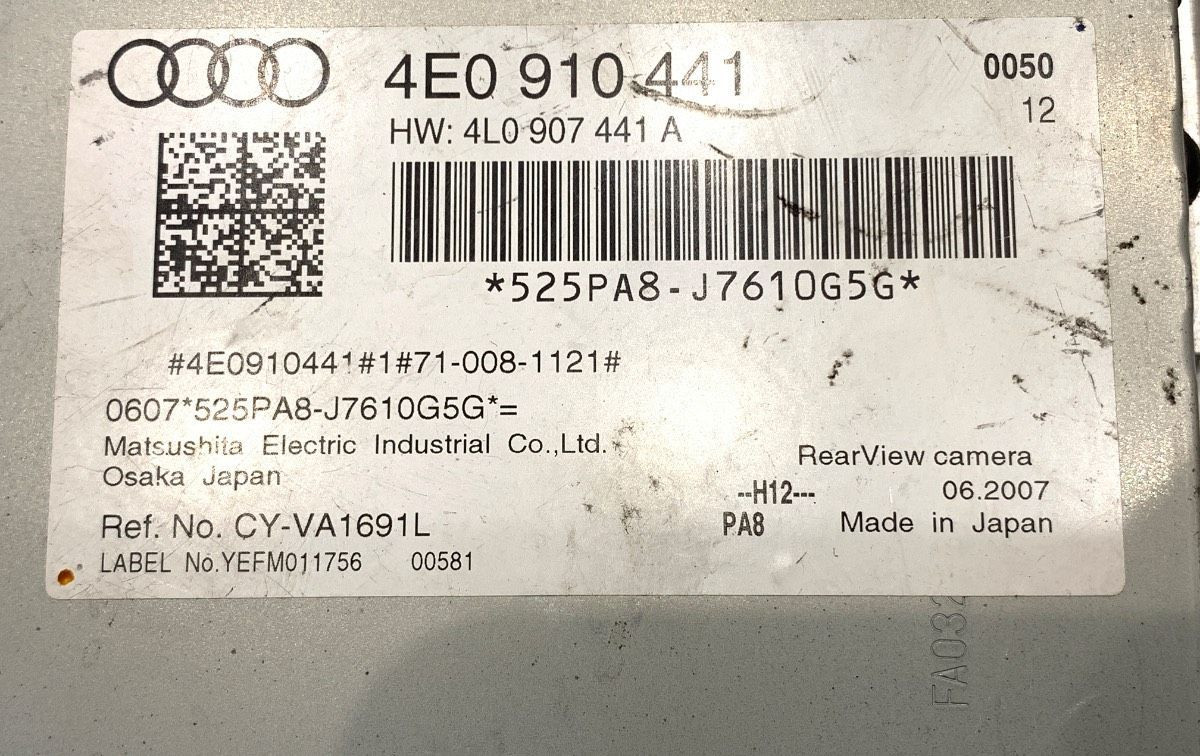 4E0 910 441
0050
HW: 4L0 907 441 A
12
*525PA8-J7610G5G*
#4E0910441#1#71-008-1121#
0607*525PA8-J7610G5G*=
Matsushita Electric Industrial Co.,Ltd.
Osaka Japan
RearView camera
--H12---
06.2007
Ref. No. CY-VA1691L
PA8
Made in Japan
LABEL No.YEFM011756 00581
FA032